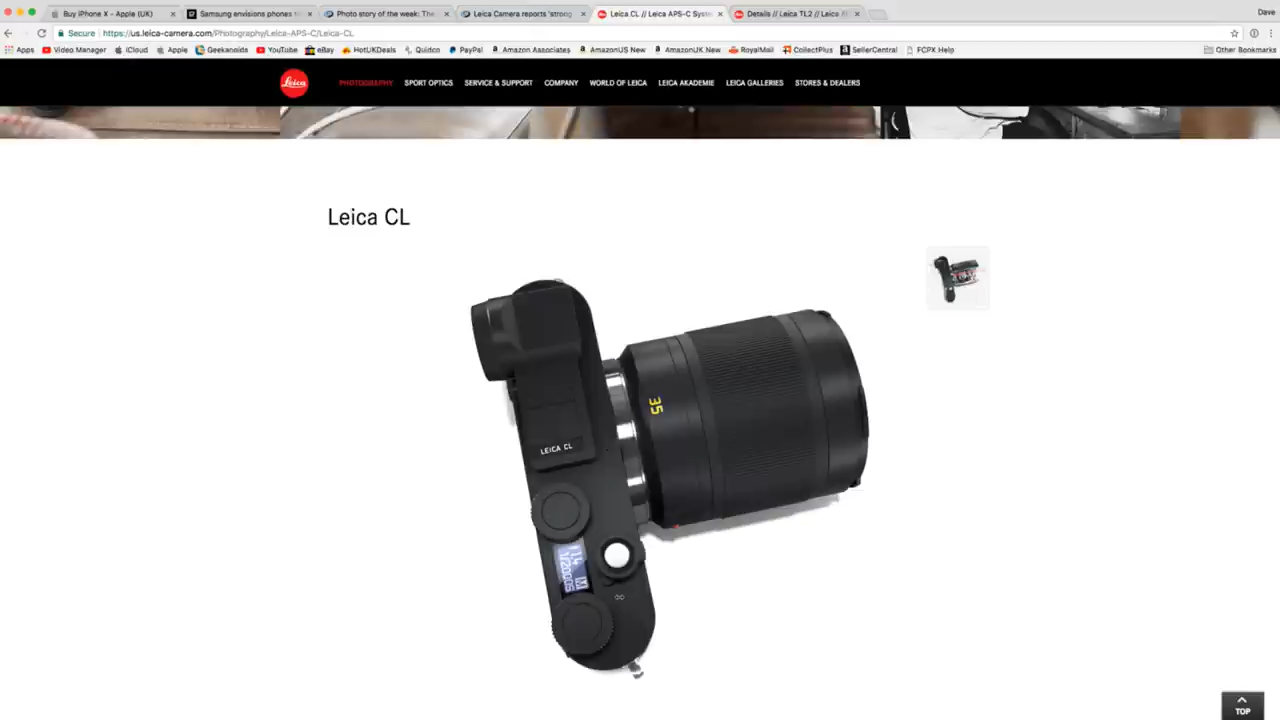 Buy iPhone X - Apple (UK)
Samsung envisions phones
Photo story of the week: The
Leica Camera reports 'stroog
Leica CL // Leica APS-C Syste
Details // Leica TL2 // Leica
Dave
Secure
https://us.leica-camera.com/Photography/Leica-APS-C/Leica-CL
Apps
Video Manager
iCloud
Apple
Geekanoids
YouTube
eBay
HotUKDeals
Quidco
PayPal
Amazon Associates
AmazonUS New
AmazonUK New
RoyalMail
CollectPlus
SellerCentral
FCPX Help
Other Bookmarks
Leica
PHOTOGRAPHY
SPORT OPTICS
SERVICE & SUPPORT
COMPANY
WORLD OF LEICA
LEICA AKADEMIE
LEICA GALLERIES
STORES & DEALERS
Leica CL
35
LEICA CL
M
1/2000s
TOP